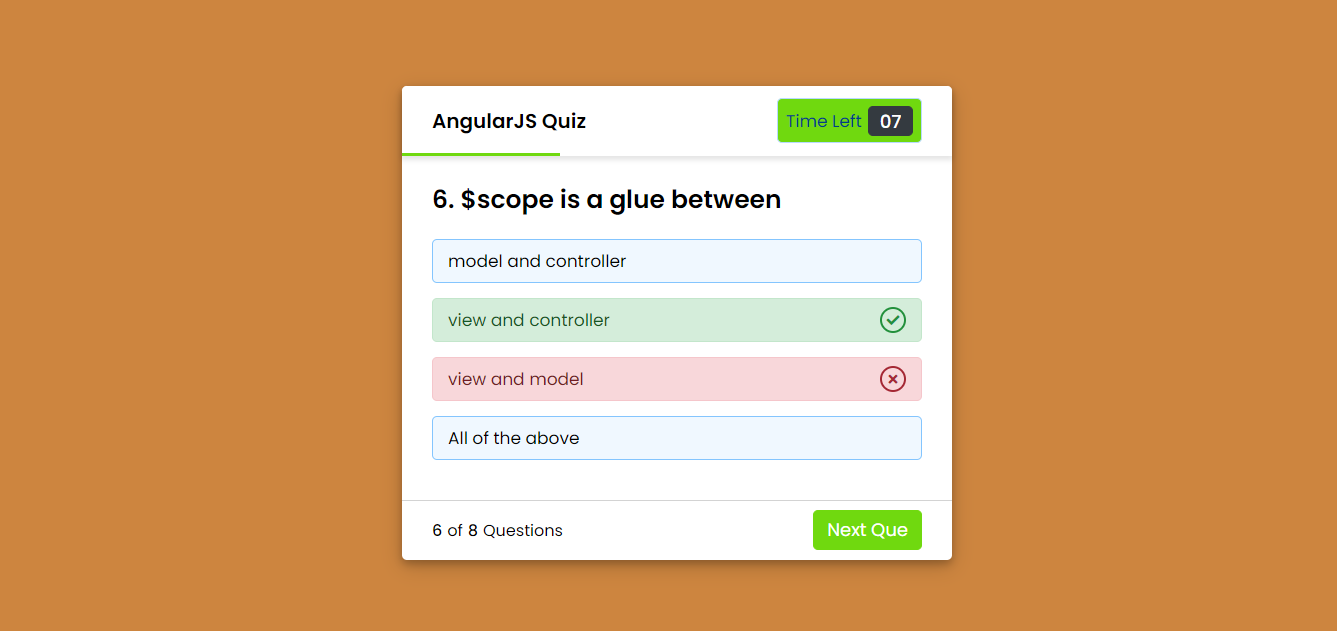 AngularJS Quiz
Time Left 07
6. $scope is a glue between
model and controller
view and controller
view and model
All of the above
6 of 8 Questions
Next Que